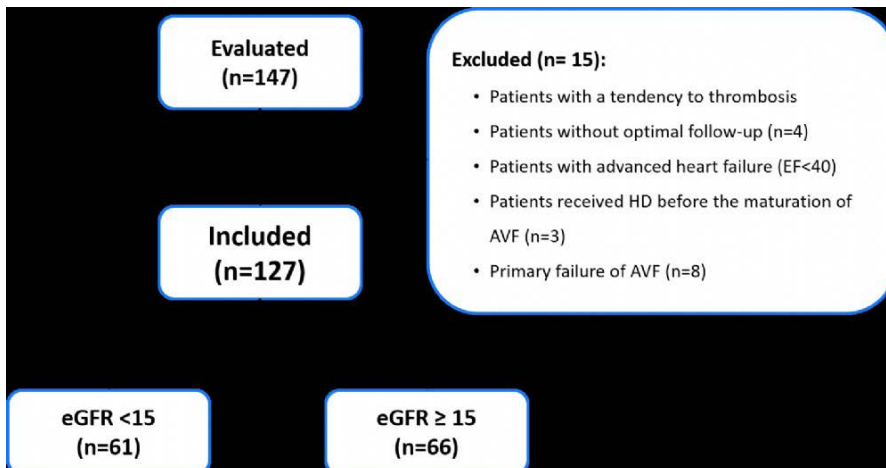 Evaluated
(n=147)
Excluded (n= 15):
• Patients with a tendency to thrombosis
• Patients without optimal follow-up (n=4)
• Patients with advanced heart failure (EF<40)
• Patients received HD before the maturation of
AVF (n=3)
• Primary failure of AVF (n=8)
Included
(n=127)
eGFR <15
(n=61)
eGFR ≥ 15
(n=66)